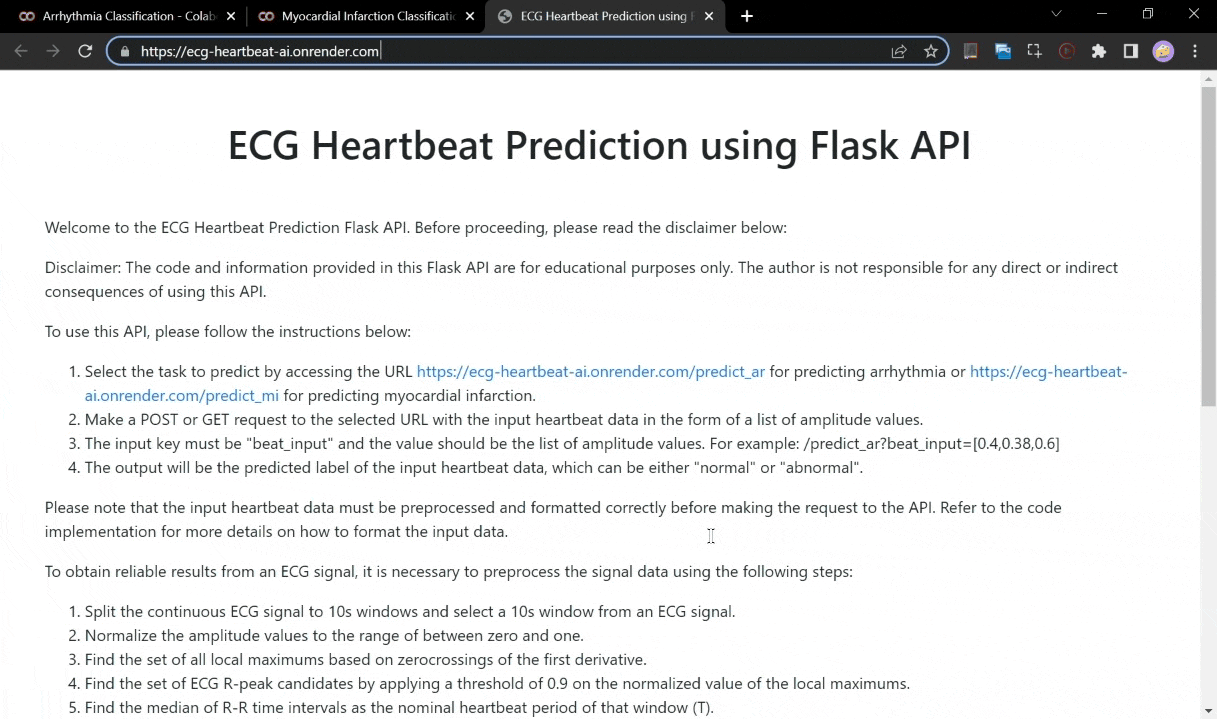 Arrhythmia Classification - Colab
Myocardial Infarction Classificati
ECG Heartbeat Prediction using F
https://ecg-heartbeat-ai.onrender.com
ECG Heartbeat Prediction using Flask API
Welcome to the ECG Heartbeat Prediction Flask API. Before proceeding, please read the disclaimer below:
Disclaimer: The code and information provided in this Flask API are for educational purposes only. The author is not responsible for any direct or indirect
consequences of using this API.
To use this API, please follow the instructions below:
1. Select the task to predict by accessing the URL https://ecg-heartbeat-ai.onrender.com/predict_ar for predicting arrhythmia or https://ecg-heartbeat-
ai.onrender.com/predict_mi for predicting myocardial infarction.
2. Make a POST or GET request to the selected URL with the input heartbeat data in the form of a list of amplitude values.
3. The input key must be "beat_input" and the value should be the list of amplitude values. For example: /predict_ar?beat_input=[0.4,0.38,0.6]
4. The output will be the predicted label of the input heartbeat data, which can be either "normal" or "abnormal".
Please note that the input heartbeat data must be preprocessed and formatted correctly before making the request to the API. Refer to the code
implementation for more details on how to format the input data.
To obtain reliable results from an ECG signal, it is necessary to preprocess the signal data using the following steps:
1. Split the continuous ECG signal to 10s windows and select a 10s window from an ECG signal.
2. Normalize the amplitude values to the range of between zero and one.
3. Find the set of all local maximums based on zerocrossings of the first derivative.
4. Find the set of ECG R-peak candidates by applying a threshold of 0.9 on the normalized value of the local maximums.
5. Find the median of R-R time intervals as the nominal heartbeat period of that window (T).